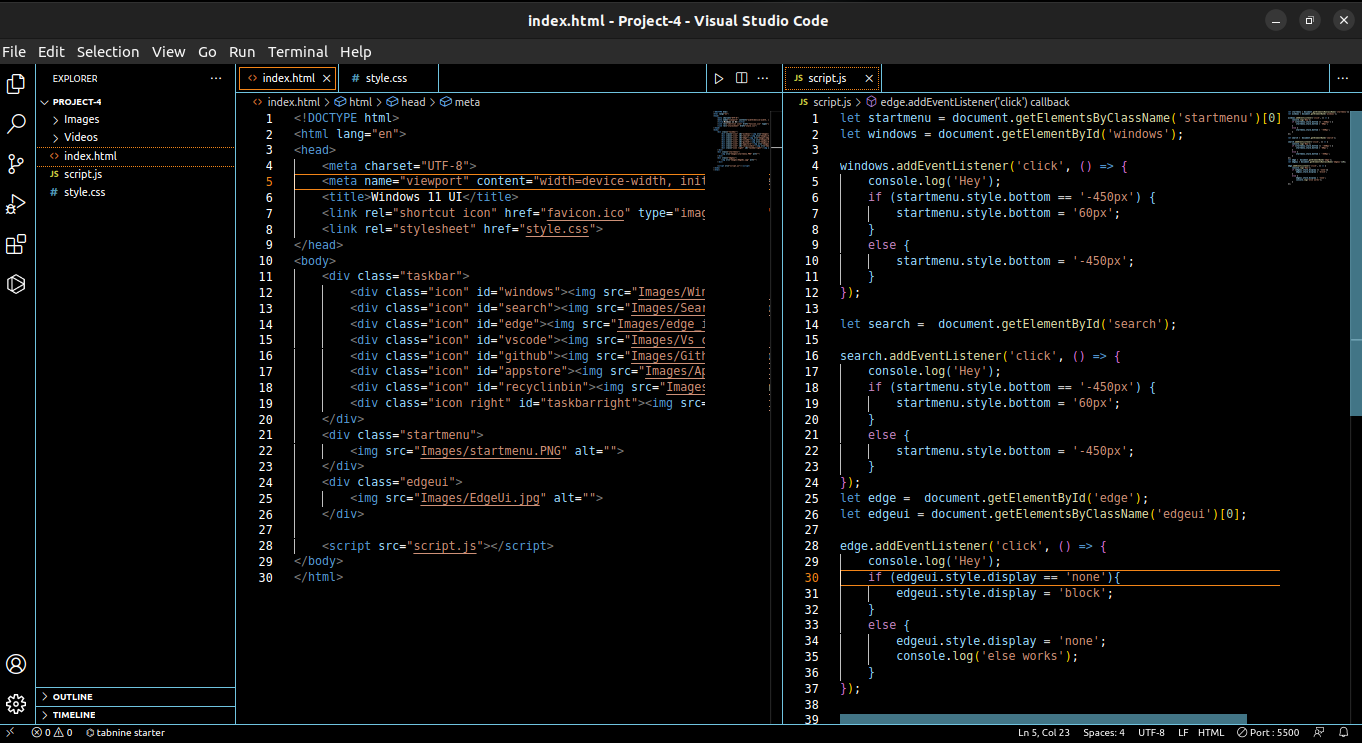 index.html - Project-4 - Visual Studio Code
File Edit Selection View Go Run Terminal Help
EXPLORER
PROJECT-4
Images
Videos
index.html
script.js
style.css
OUTLINE
TIMELINE
index.html
style.css
index.html > html > head > meta
1 <!DOCTYPE html>
2 <html lang="en">
3 <head>
4 <meta charset="UTF-8">
5 <meta name="viewport" content="width=device-width, init
6 <title>Windows 11 UI</title>
7 <link rel="shortcut icon" href="favicon.ico" type="imag
8 <link rel="stylesheet" href="style.css">
9 </head>
10 <body>
11 <div class="taskbar">
12 <div class="icon" id="windows"><img src="Images/Win
13 <div class="icon" id="search"><img src="Images/Sear
14 <div class="icon" id="edge"><img src="Images/edge_i
15 <div class="icon" id="vscode"><img src="Images/Vs c
16 <div class="icon" id="github"><img src="Images/Gith
17 <div class="icon" id="appstore"><img src="Images/Ap
18 <div class="icon" id="recyclinbin"><img src="Images
19 <div class="icon right" id="taskbarright"><img src=
20 </div>
21 <div class="startmenu">
22 <img src="Images/startmenu.PNG" alt="">
23 </div>
24 <div class="edgeui">
25 <img src="Images/EdgeUi.jpg" alt="">
26 </div>
27
28 <script src="script.js"></script>
29 </body>
30 </html>
JS script.js
JS script.js > edge.addEventListener('click') callback
1 let startmenu = document.getElementsByClassName('startmenu')[0]
2 let windows = document.getElementById('windows');
3
4 windows.addEventListener('click', () => {
5 console.log('Hey');
6 if (startmenu.style.bottom == '-450px') {
7 startmenu.style.bottom = '60px';
8 }
9 else {
10 startmenu.style.bottom = '-450px';
11 }
12 });
13
14 let search =  document.getElementById('search');
15
16 search.addEventListener('click', () => {
17 console.log('Hey');
18 if (startmenu.style.bottom == '-450px') {
19 startmenu.style.bottom = '60px';
20 }
21 else {
22 startmenu.style.bottom = '-450px';
23 }
24 });
25 let edge =  document.getElementById('edge');
26 let edgeui = document.getElementsByClassName('edgeui')[0];
27
28 edge.addEventListener('click', () => {
29 console.log('Hey');
30 if (edgeui.style.display == 'none'){
31 edgeui.style.display = 'block';
32 }
33 else {
34 edgeui.style.display = 'none';
35 console.log('else works');
36 }
37 });
38
39
0 0 tabnine starter
Ln 5, Col 23 Spaces: 4 UTF-8 LF HTML Port : 5500